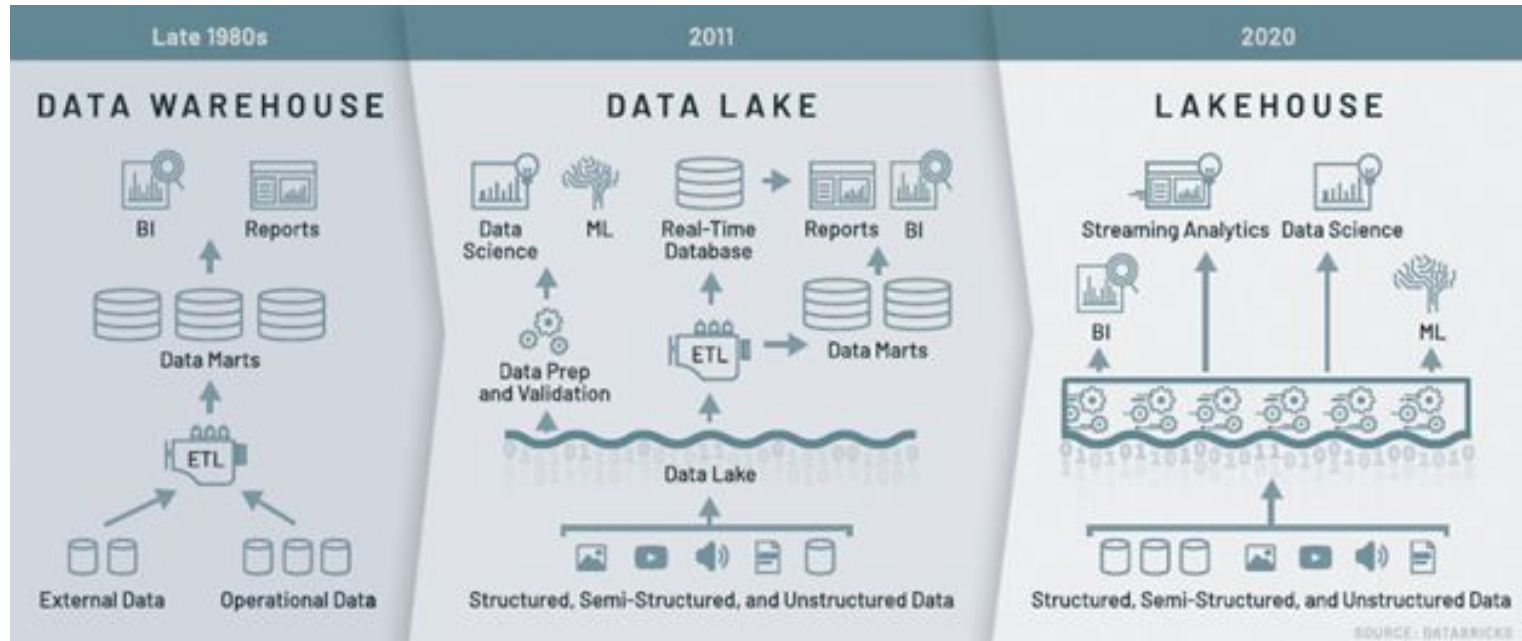 Late 1980s
DATA WAREHOUSE
BI
Reports
Data Marts
ETL
External Data
Operational Data
2011
DATA LAKE
Data
Science
ML
Real-Time
Database
Reports
BI
Data Prep
and Validation
ETL
Data Marts
Data Lake
Structured, Semi-Structured, and Unstructured Data
2020
LAKEHOUSE
Streaming Analytics
Data Science
BI
ML
Structured, Semi-Structured, and Unstructured Data
SOURCE: DATABRICKS